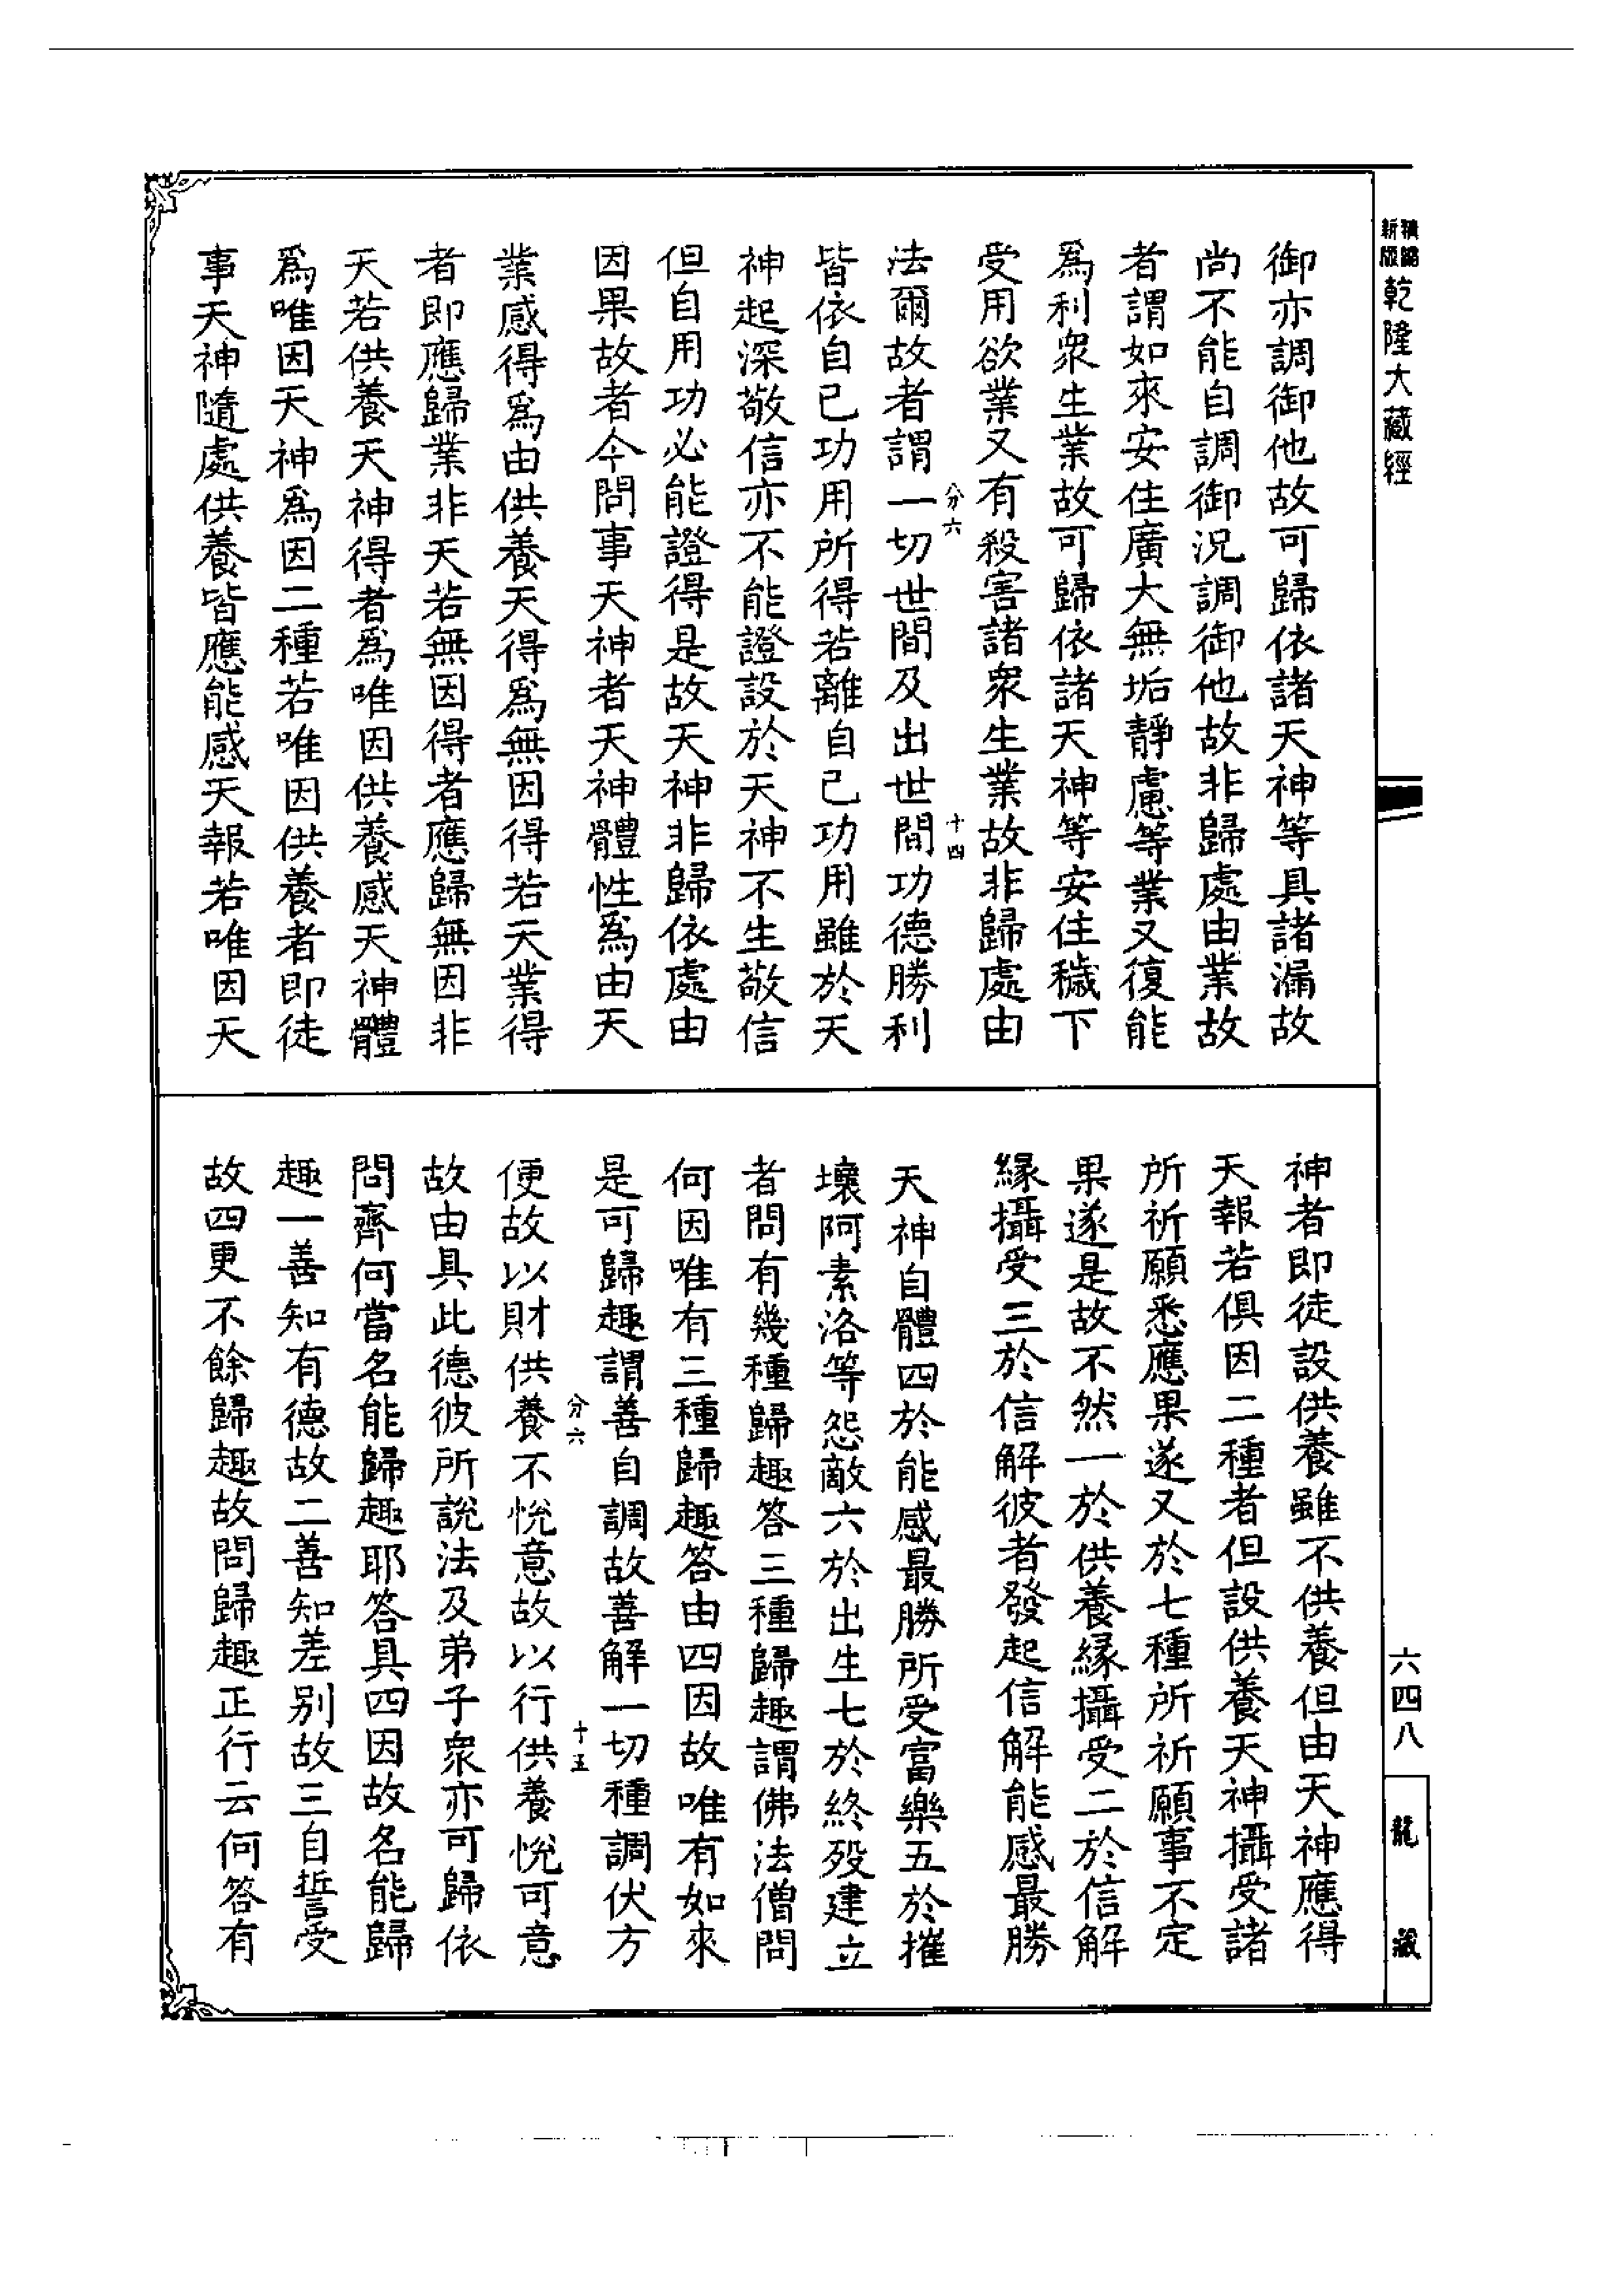 新版
精縮
乾隆大藏經
御亦調御他故可歸依諸天神等具諸漏故
尚不能自調御況調御他故非歸處由業故
者謂如來安住廣大無垢靜慮等業又復能
爲利衆生業故可歸依諸天神等安住穢下
受用欲業又有殺害諸衆生業故非歸處由
法爾故者謂一切世間及出世間功德勝利
分六
十四
皆依自已功用所得若離自已功用雖於天
神起深敬信亦不能證設於天神不生敬信
但自用功必能證得是故天神非歸依處由
因果故者今問事天神者天神體性爲由天
業感得爲由供養天得爲無因得若天業得
者即應歸業非天若無因得者應歸無因非
天若供養天神得者爲唯因供養感天神體
爲唯因天神爲因二種若唯因供養者即徒
事天神隨處供養皆應能感天報若唯因天
神者即徒設供養雖不供養但由天神應得
天報若俱因二種者但設供養天神攝受諸
所祈願悉應果遂又於七種所祈願事不定
果遂是故不然一於供養緣攝受二於信解
緣攝受三於信解彼者發起信解能感最勝
天神自體四於能感最勝所受富樂五於摧
壞阿素洛等怨敵六於出生七於終歿建立
者問有幾種歸趣答三種歸趣謂佛法僧問
何因唯有三種歸趣答由四因故唯有如來
是可歸趣謂善自調故善解一切種調伏方
分六
十五
便故以財供養不悅意故以行供養悅可意
故由具此德彼所說法及弟子衆亦可歸依
問齊何當名能歸趣耶答具四因故名能歸
趣一善知有德故二善知差別故三自誓受
故四更不餘歸趣故問歸趣正行云何答有
六四八
龍藏